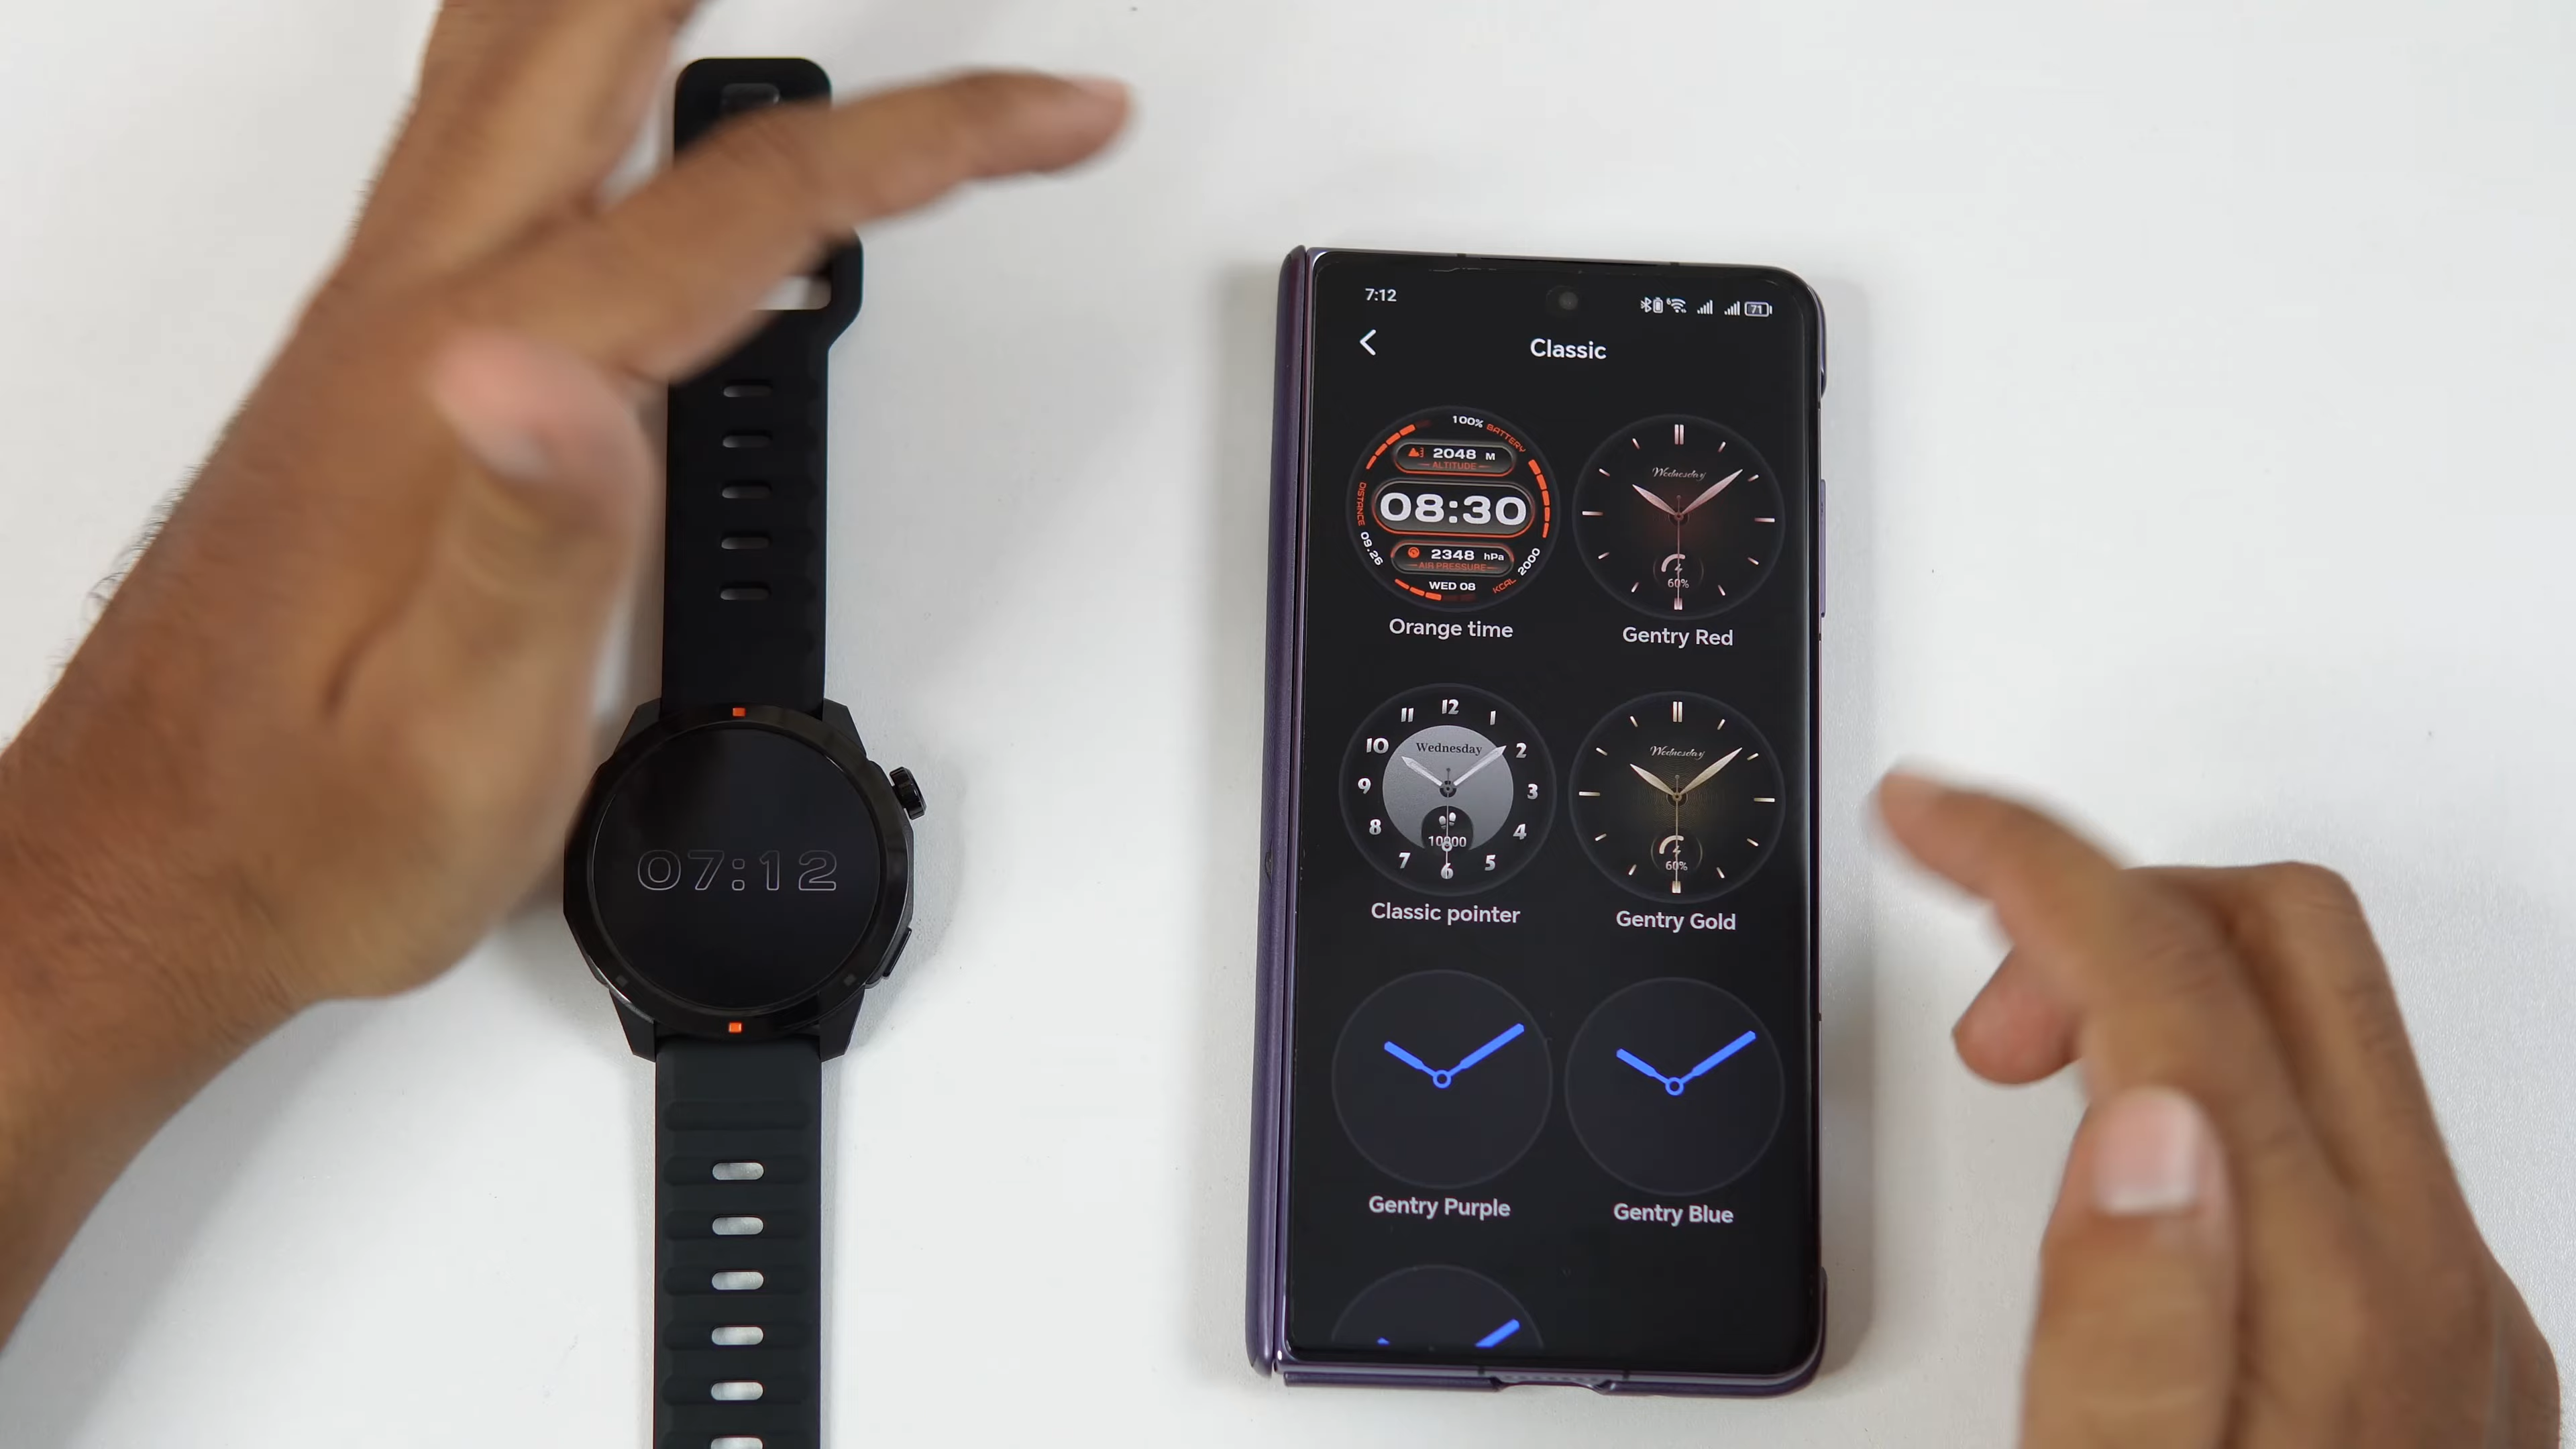 7:12
71
Classic
100% BATTERY
2048 M
ALTITUDE
08:30
DISTANCE 09.26
2348 hPa
AIR PRESSURE
2000 KCAL
WED 08
Orange time
Wednesday
60%
Gentry Red
12
11 1
10 2
Wednesday
9 3
8 4
10000
7 5
6
Classic pointer
Wednesday
60%
Gentry Gold
07:12
Gentry Purple
Gentry Blue